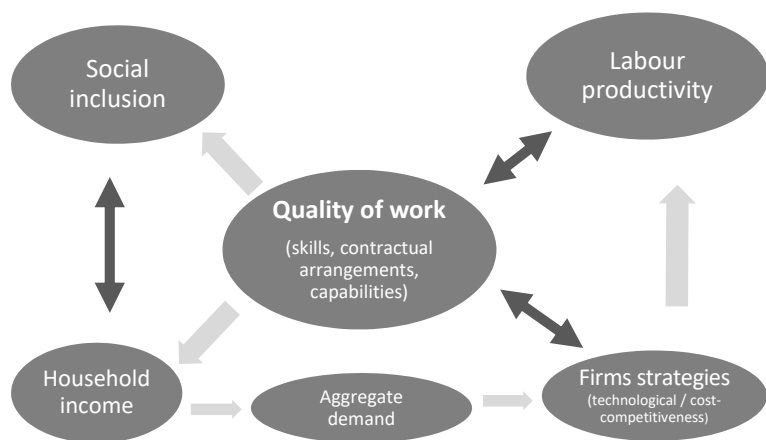 Social
inclusion
Labour
productivity
Quality of work
(skills, contractual
arrangements,
capabilities)
Household
income
Aggregate
demand
Firms strategies
(technological / cost-
competitiveness)